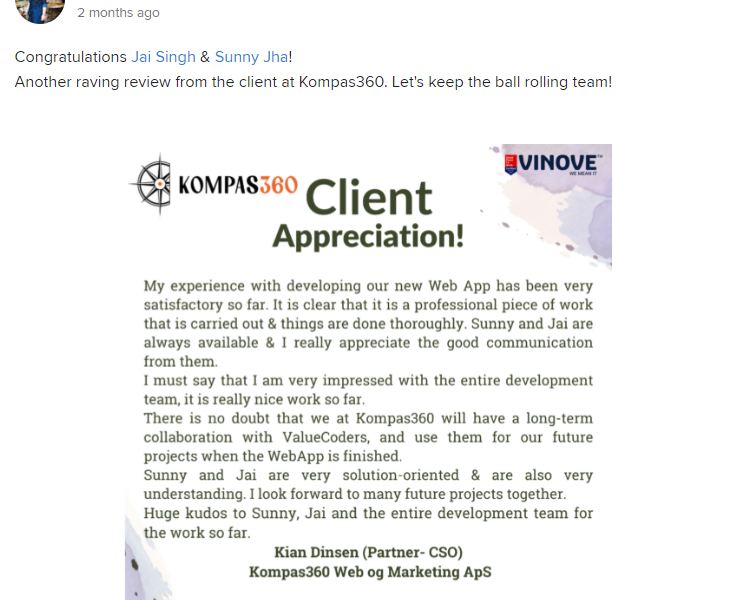 2 months ago
Congratulations Jai Singh & Sunny Jha!
Another raving review from the client at Kompas360. Let's keep the ball rolling team!
KOMPAS360
VINOVE™
WE MEAN IT
Client
Appreciation!
My experience with developing our new Web App has been very
satisfactory so far. It is clear that it is a professional piece of work
that is carried out & things are done thoroughly. Sunny and Jai are
always available & I really appreciate the good communication
from them.
I must say that I am very impressed with the entire development
team, it is really nice work so far.
There is no doubt that we at Kompas360 will have a long-term
collaboration with ValueCoders, and use them for our future
projects when the WebApp is finished.
Sunny and Jai are very solution-oriented & are also very
understanding. I look forward to many future projects together.
Huge kudos to Sunny, Jai and the entire development team for
the work so far.
Kian Dinsen (Partner- CSO)
Kompas360 Web og Marketing ApS